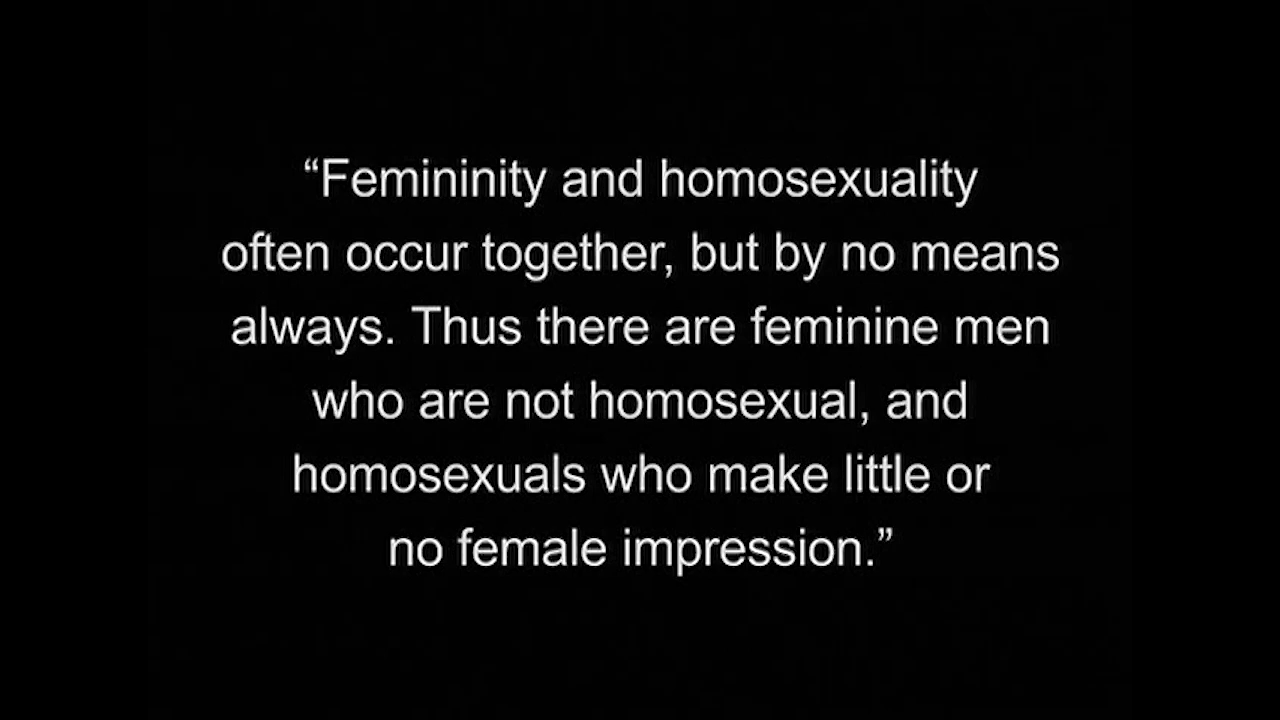 “Femininity and homosexuality
often occur together, but by no means
always. Thus there are feminine men
who are not homosexual, and
homosexuals who make little or
no female impression.”